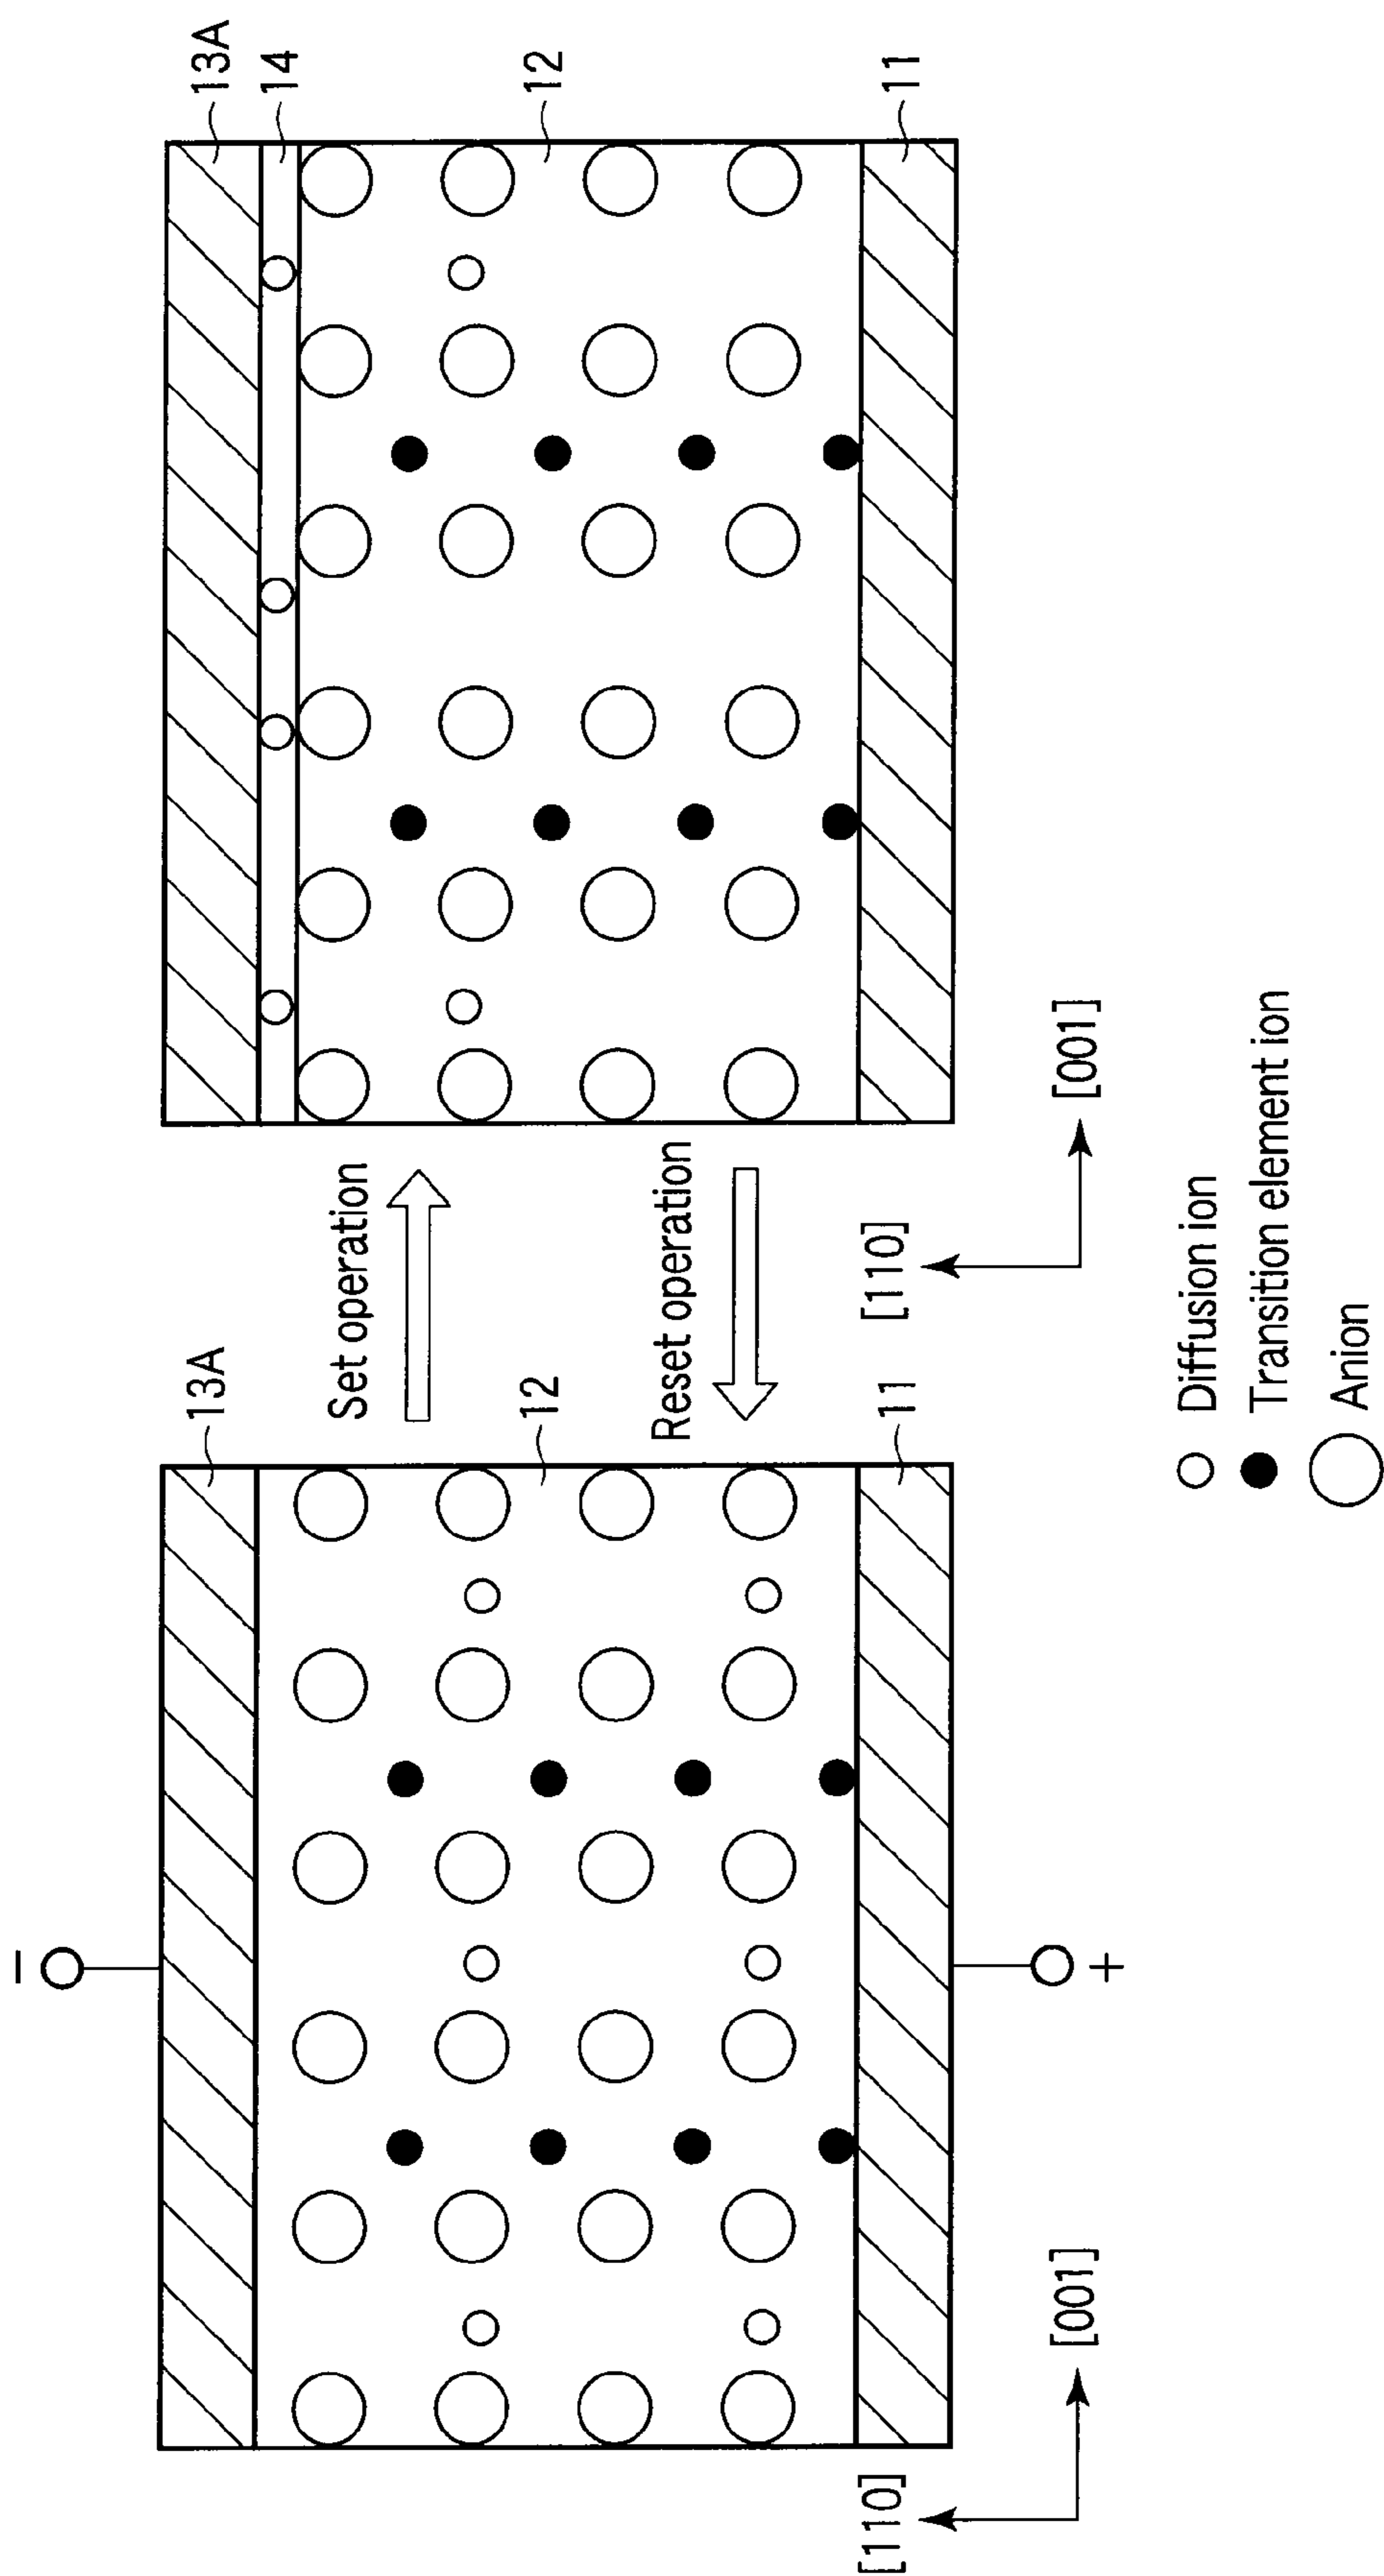 −
13A
12
11
+
[110]
[001]
Set operation
Reset operation
13A
14
12
11
[110]
[001]
Diffusion ion
Transition element ion
Anion